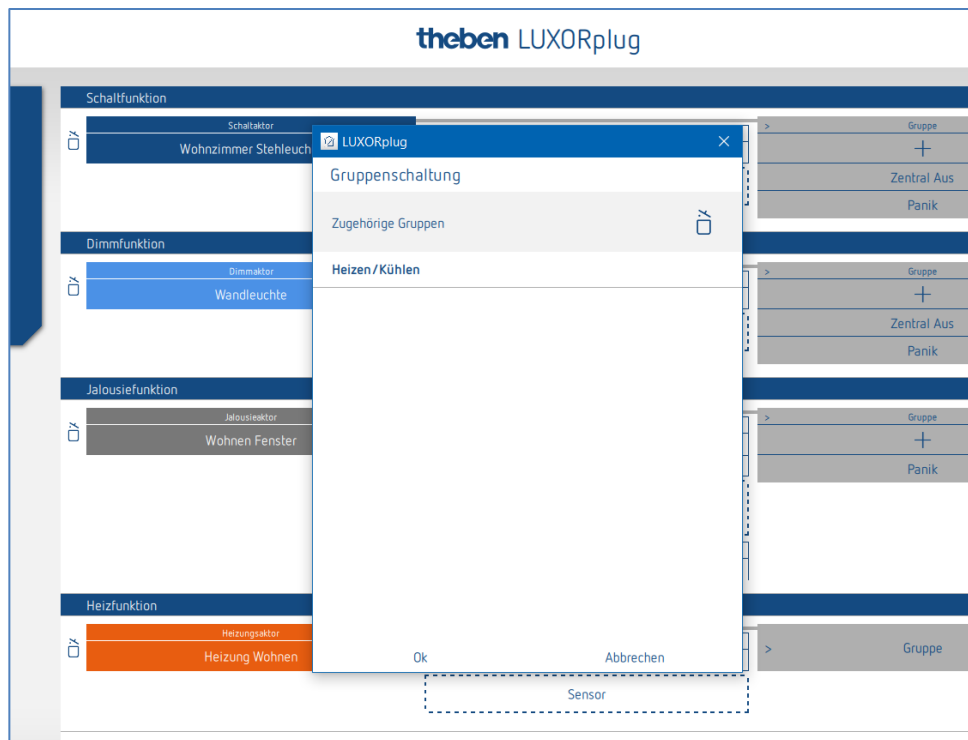 theben LUXORplug
Schaltfunktion
Schaltaktor
Wohnzimmer Stehleuch
> Gruppe
+
Zentral Aus
Panik
LUXORplug
Gruppenschaltung
Zugehörige Gruppen
Heizen/Kühlen
Ok Abbrechen
Dimmfunktion
Dimmaktor
Wandleuchte
> Gruppe
+
Zentral Aus
Panik
Jalousiefunktion
Jalousieaktor
Wohnen Fenster
> Gruppe
+
Panik
Heizfunktion
Heizungsaktor
Heizung Wohnen
> Gruppe
Sensor